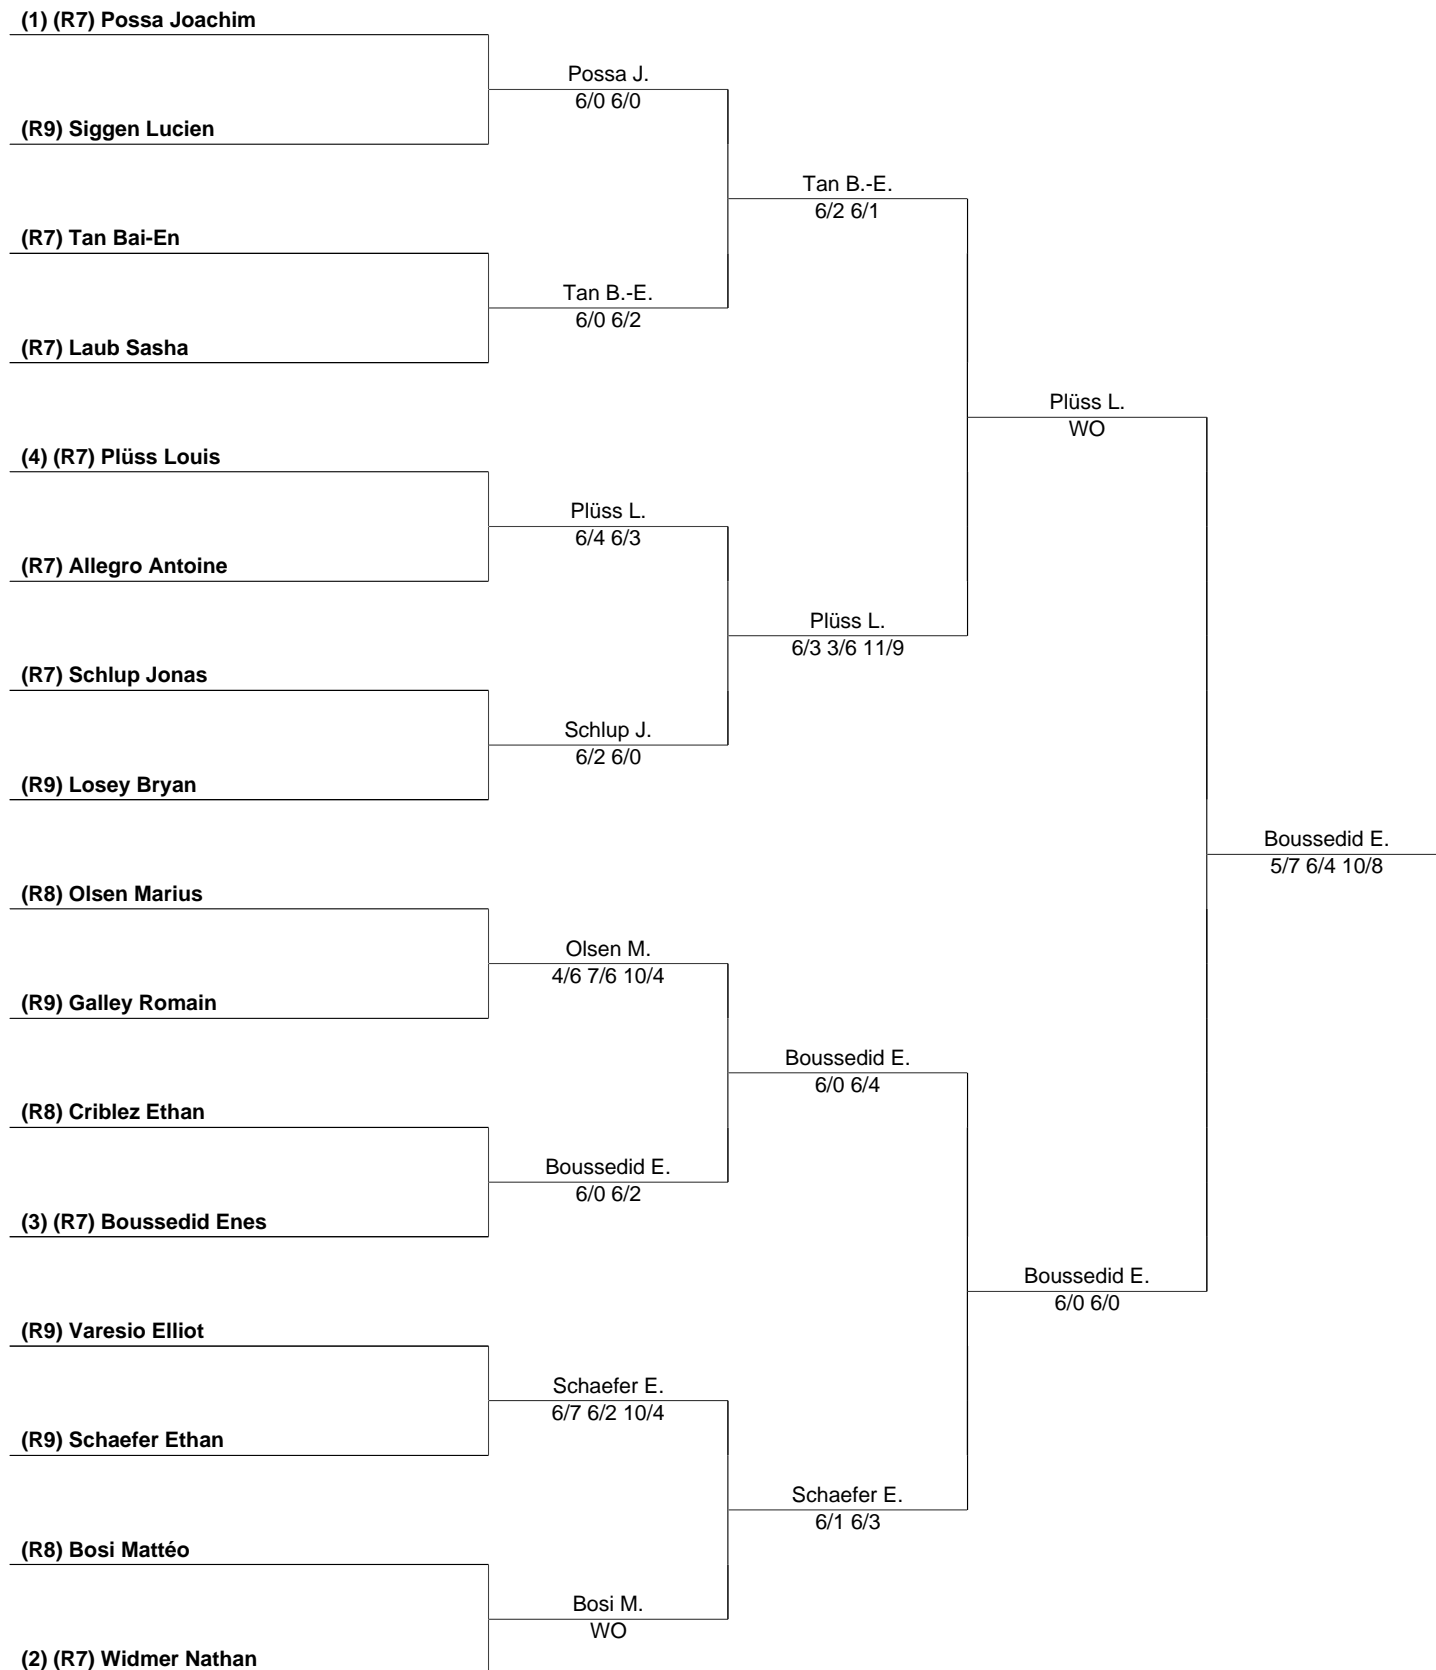 (1) (R7) Possa Joachim
Possa J.
6/0 6/0
(R9) Siggen Lucien
Tan B.-E.
6/2 6/1
(R7) Tan Bai-En
Tan B.-E.
6/0 6/2
(R7) Laub Sasha
Plüss L.
WO
(4) (R7) Plüss Louis
Plüss L.
6/4 6/3
(R7) Allegro Antoine
Plüss L.
6/3 3/6 11/9
(R7) Schlup Jonas
Schlup J.
6/2 6/0
(R9) Losey Bryan
Boussedid E.
5/7 6/4 10/8
(R8) Olsen Marius
Olsen M.
4/6 7/6 10/4
(R9) Galley Romain
Boussedid E.
6/0 6/4
(R8) Criblez Ethan
Boussedid E.
6/0 6/2
(3) (R7) Boussedid Enes
Boussedid E.
6/0 6/0
(R9) Varesio Elliot
Schaefer E.
6/7 6/2 10/4
(R9) Schaefer Ethan
Schaefer E.
6/1 6/3
(R8) Bosi Mattéo
Bosi M.
WO
(2) (R7) Widmer Nathan